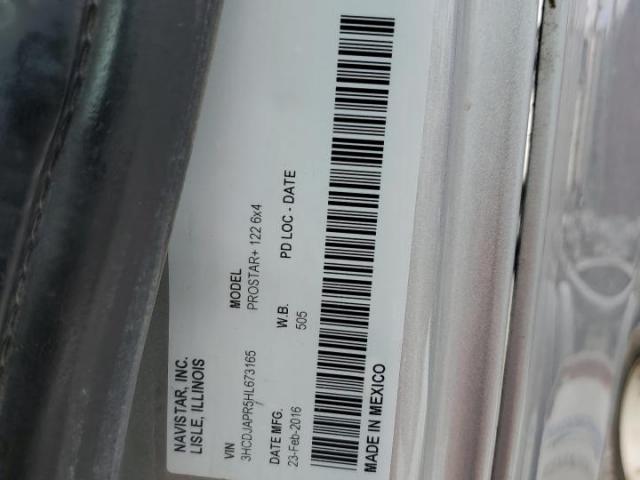 NAVISTAR, INC.
LISLE, ILLINOIS
VIN MODEL
3HCDJAPR5HL673165 PROSTAR+ 122 6x4
DATE MFG. W.B. PD LOC - DATE
23-Feb-2016 505
MADE IN MEXICO